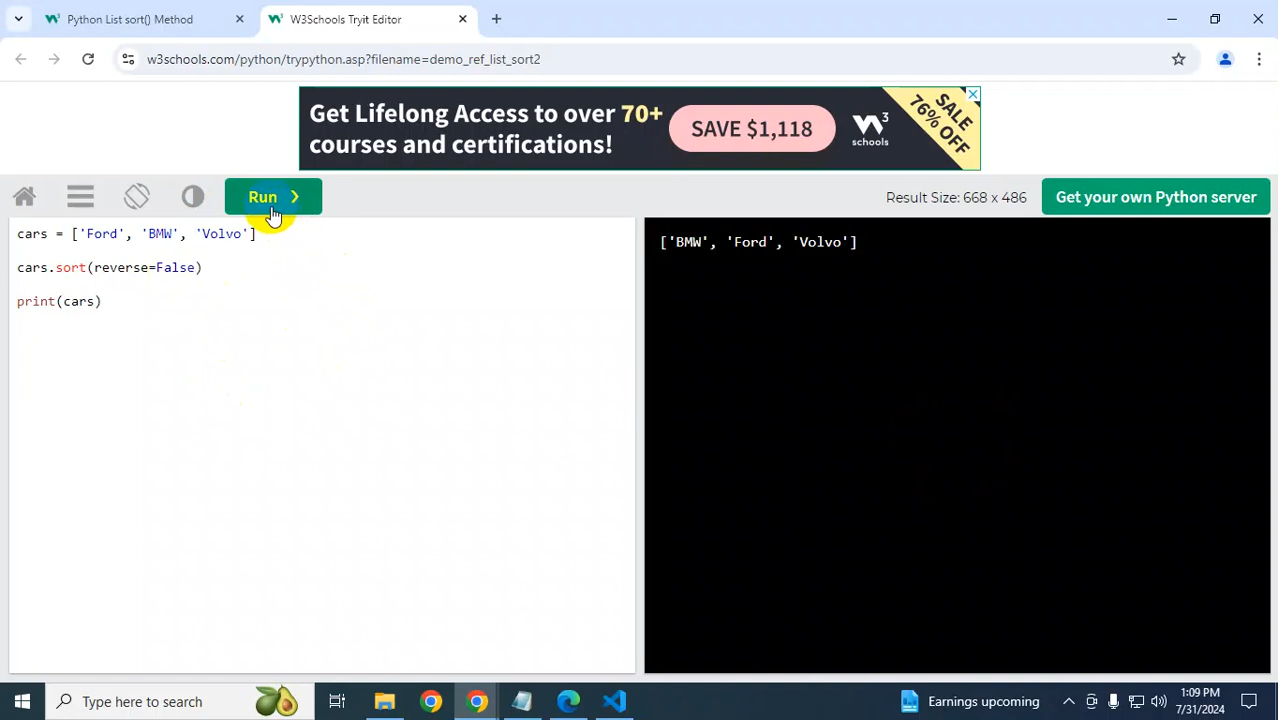 Python List sort() Method
W3Schools Tryit Editor
w3schools.com/python/trypython.asp?filename=demo_ref_list_sort2
Get Lifelong Access to over 70+
courses and certifications!
SAVE $1,118
w3
schools
SALE
76% OFF
Run ❯
Result Size: 668 x 486
Get your own Python server
cars = ['Ford', 'BMW', 'Volvo']
cars.sort(reverse=False)
print(cars)
['BMW', 'Ford', 'Volvo']
Type here to search
Earnings upcoming
1:09 PM
7/31/2024